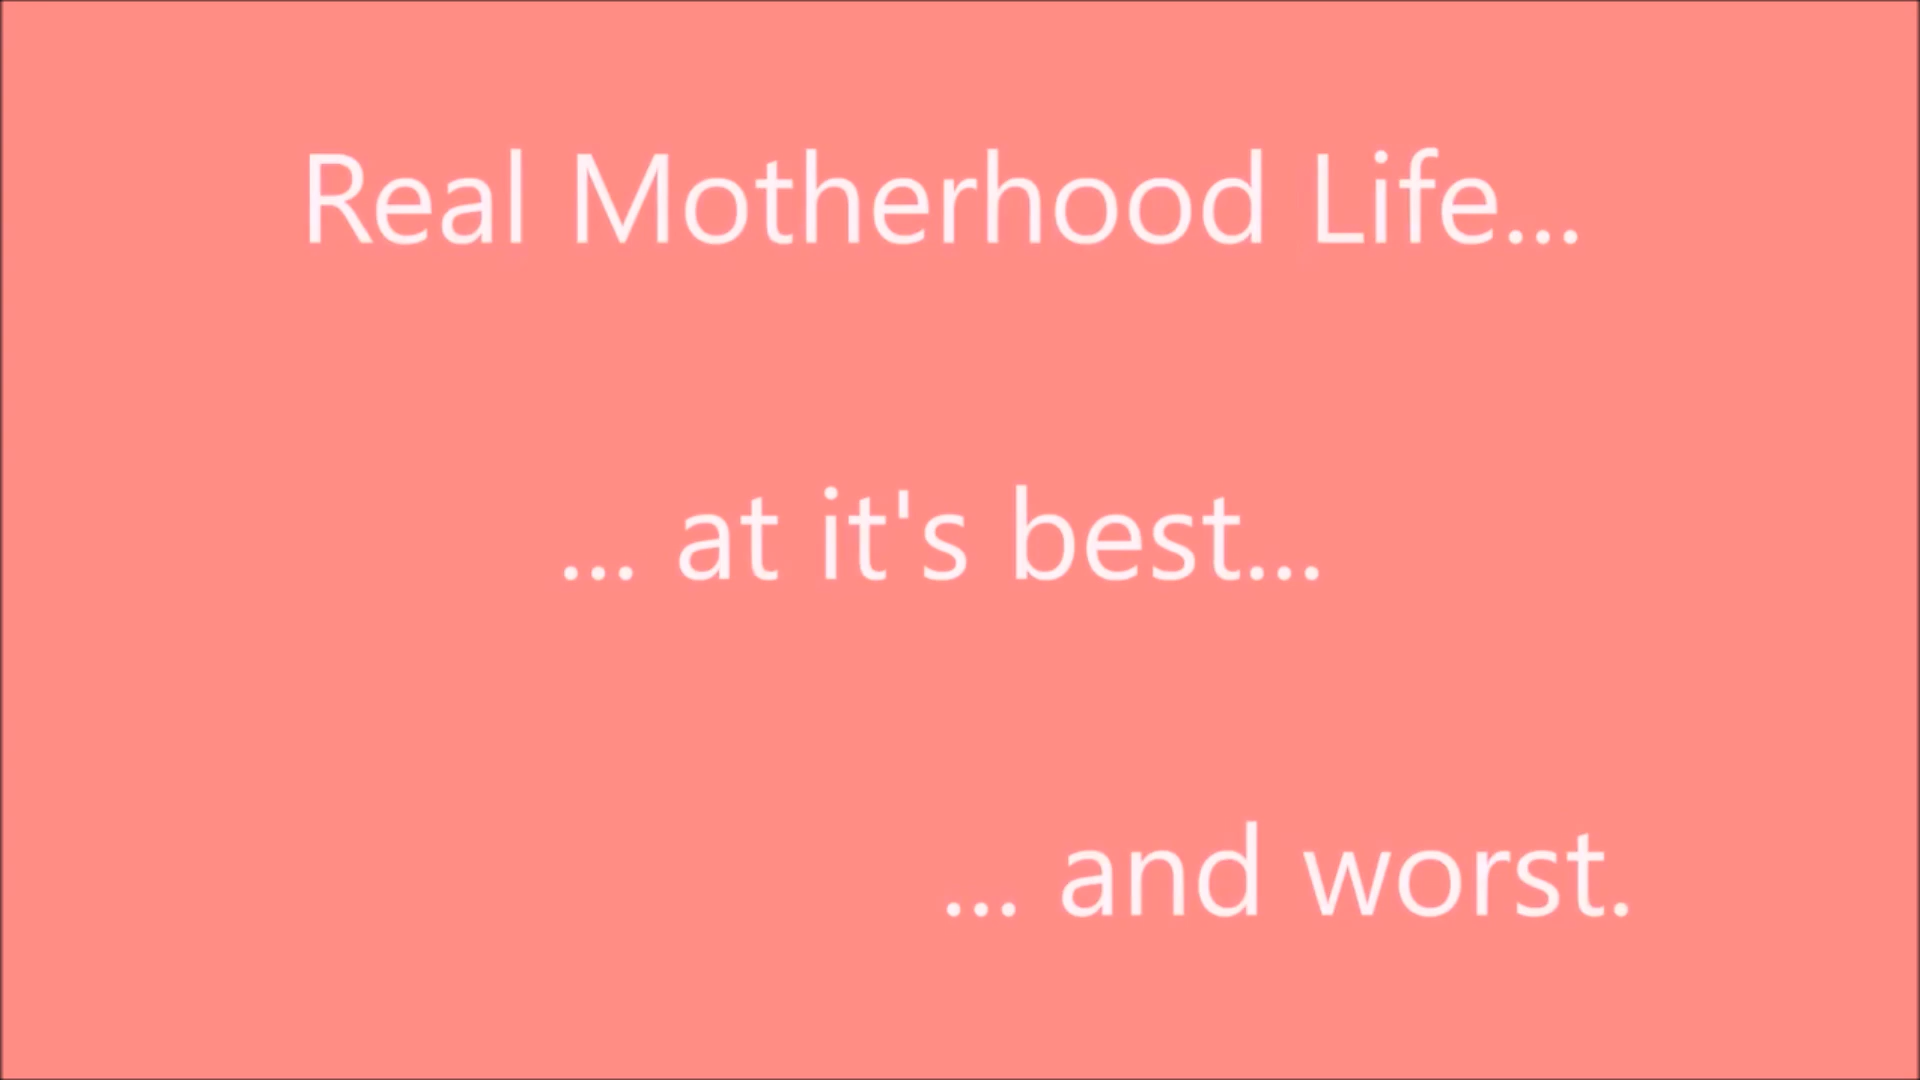 Real Motherhood Life...
... at it's best...
... and worst.